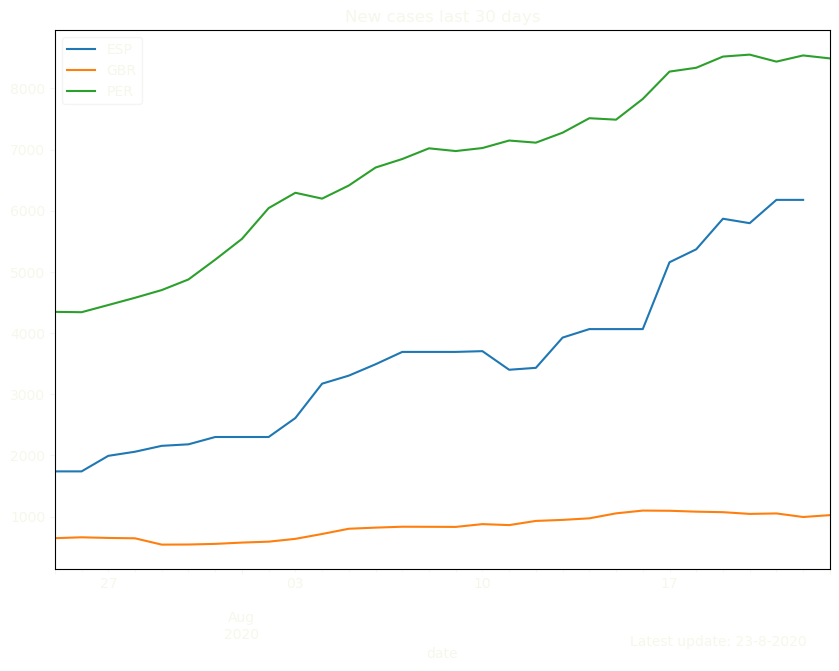 New cases last 30 days
ESP
GBR
PER
8000
7000
6000
5000
4000
3000
2000
1000
27 03 10 17
Aug
2020
date
Latest update: 23-8-2020